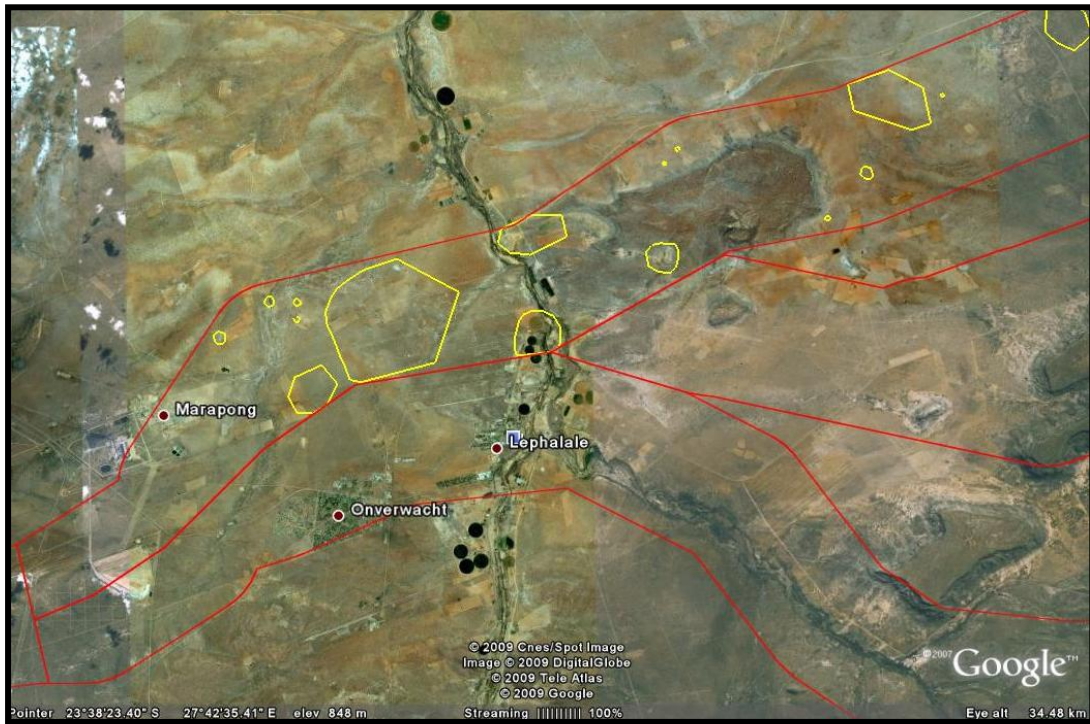 Marapong
Lephalale
Onverwacht
© 2009 Cnes/Spot Image
Image © 2009 DigitalGlobe
© 2009 Tele Atlas
© 2009 Google
©2007 Google™
Pointer 23°38'23.40" S 27°42'35.41" E elev 848 m Streaming |||||||||| 100% Eye alt 34.48 km